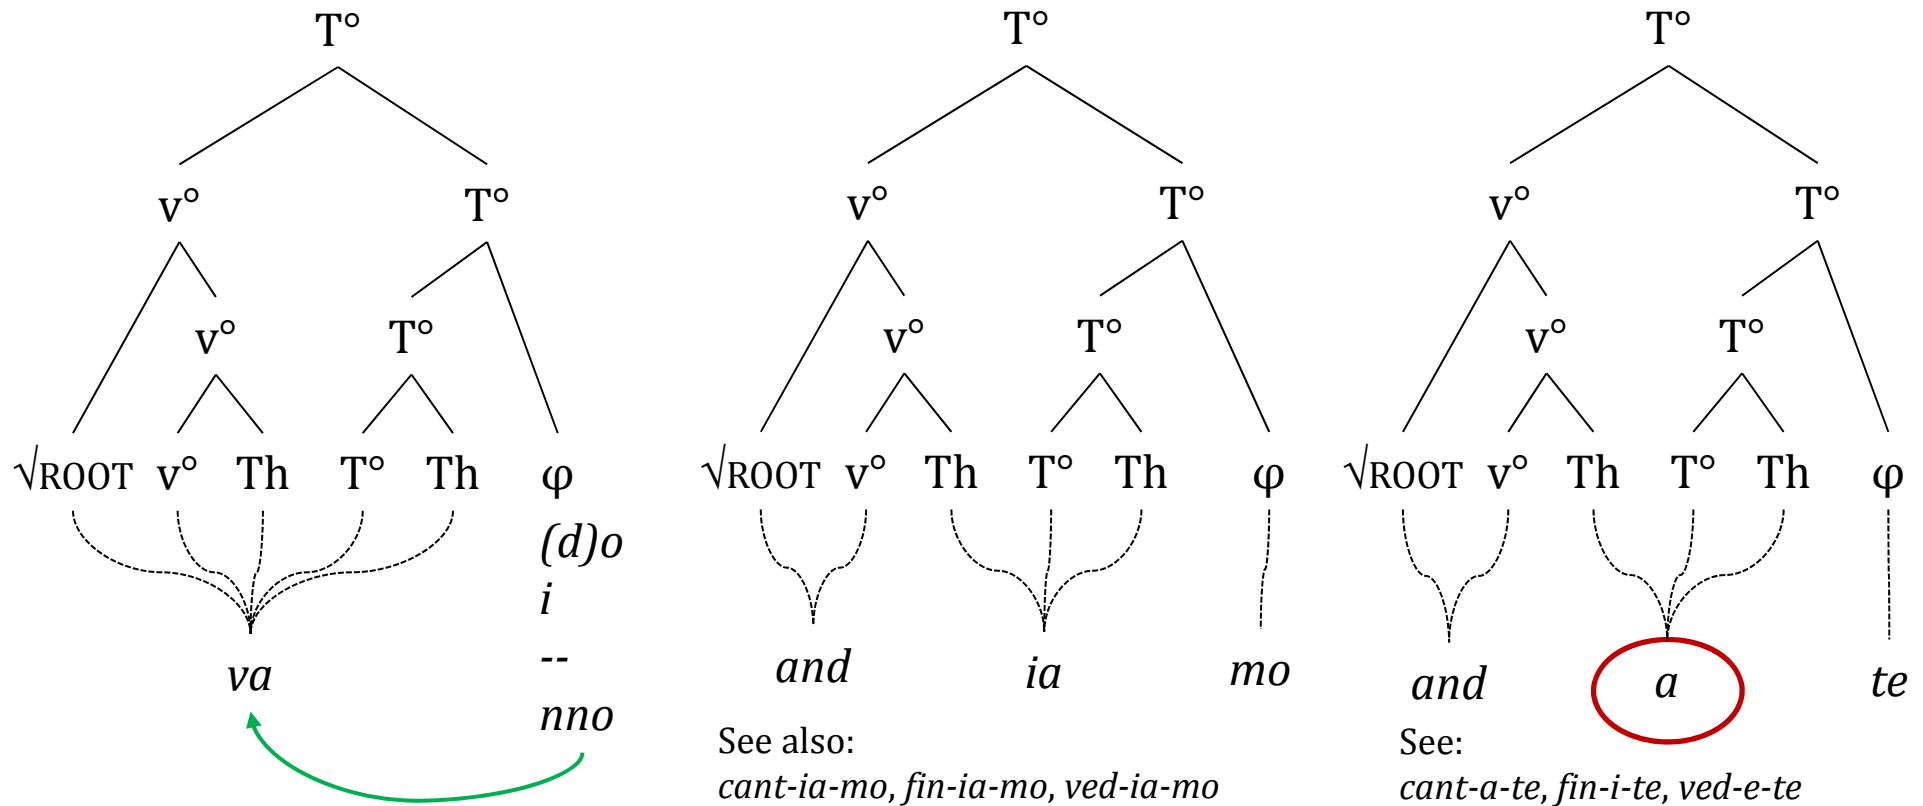 T°
v° T°
v° T°
√ROOT v° Th T° Th φ
(d)o
i
--
nno
va
T°
v° T°
v° T°
√ROOT v° Th T° Th φ
and ia mo
See also:
cant-ia-mo, fin-ia-mo, ved-ia-mo
T°
v° T°
v° T°
√ROOT v° Th T° Th φ
and a te
See:
cant-a-te, fin-i-te, ved-e-te